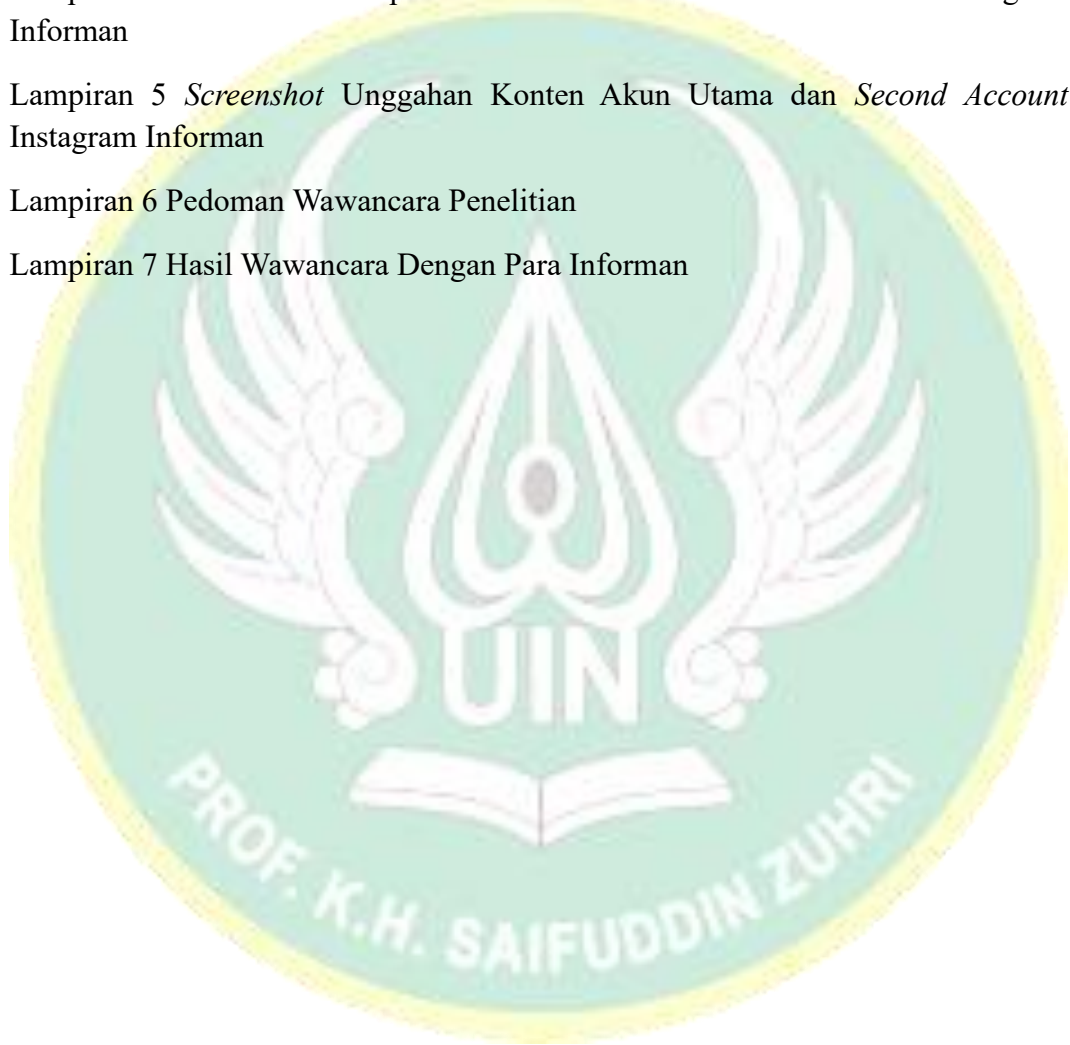 Informan
Lampiran 5 Screenshot Unggahan Konten Akun Utama dan Second Account
Instagram Informan
Lampiran 6 Pedoman Wawancara Penelitian
Lampiran 7 Hasil Wawancara Dengan Para Informan
UIN
PROF. K.H. SAIFUDDIN ZUHRI